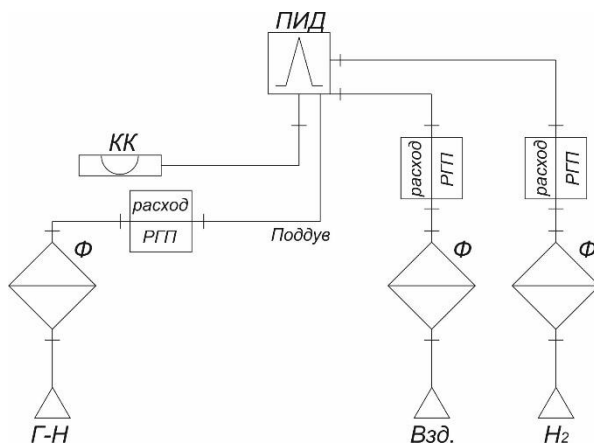 ПИД
КК
расход
РГП
Поддув
расход
РГП
расход
РГП
Ф
Ф
Ф
Г-Н
Взд.
H₂